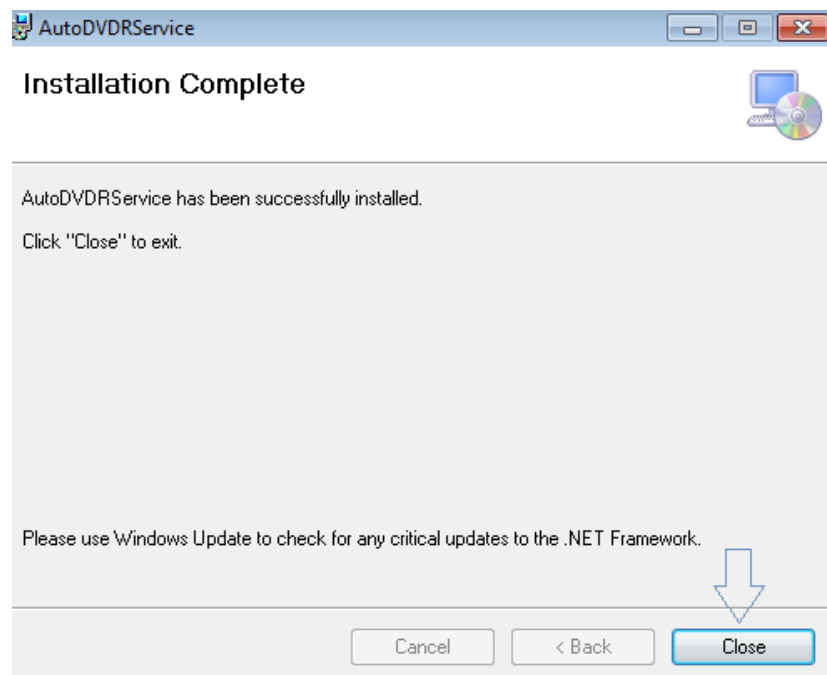 AutoDVDRService
Installation Complete
AutoDVDRService has been successfully installed.
Click "Close" to exit.
Please use Windows Update to check for any critical updates to the .NET Framework.
Cancel
< Back
Close